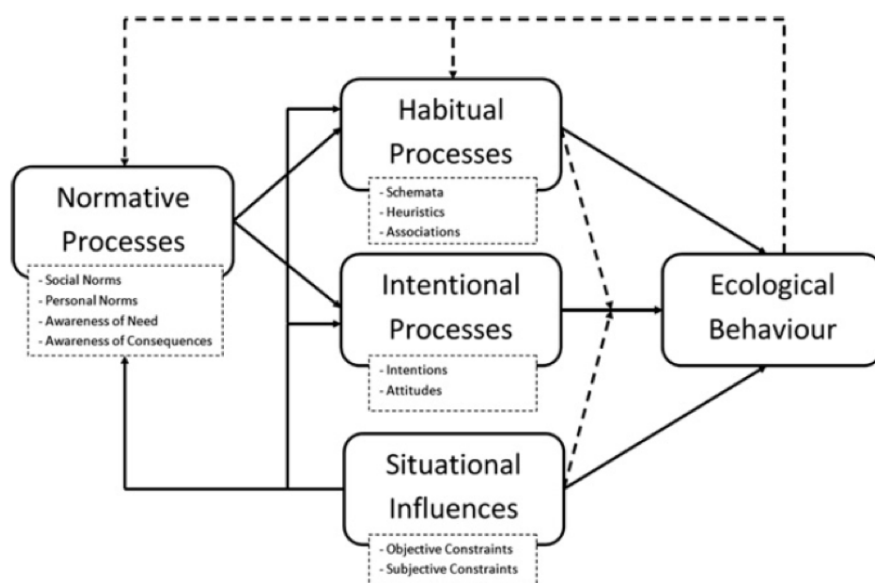 Habitual
Processes
- Schemata
- Heuristics
- Associations
Normative
Processes
- Social Norms
- Personal Norms
- Awareness of Need
- Awareness of Consequences
Intentional
Processes
- Intentions
- Attitudes
Ecological
Behaviour
Situational
Influences
- Objective Constraints
- Subjective Constraints